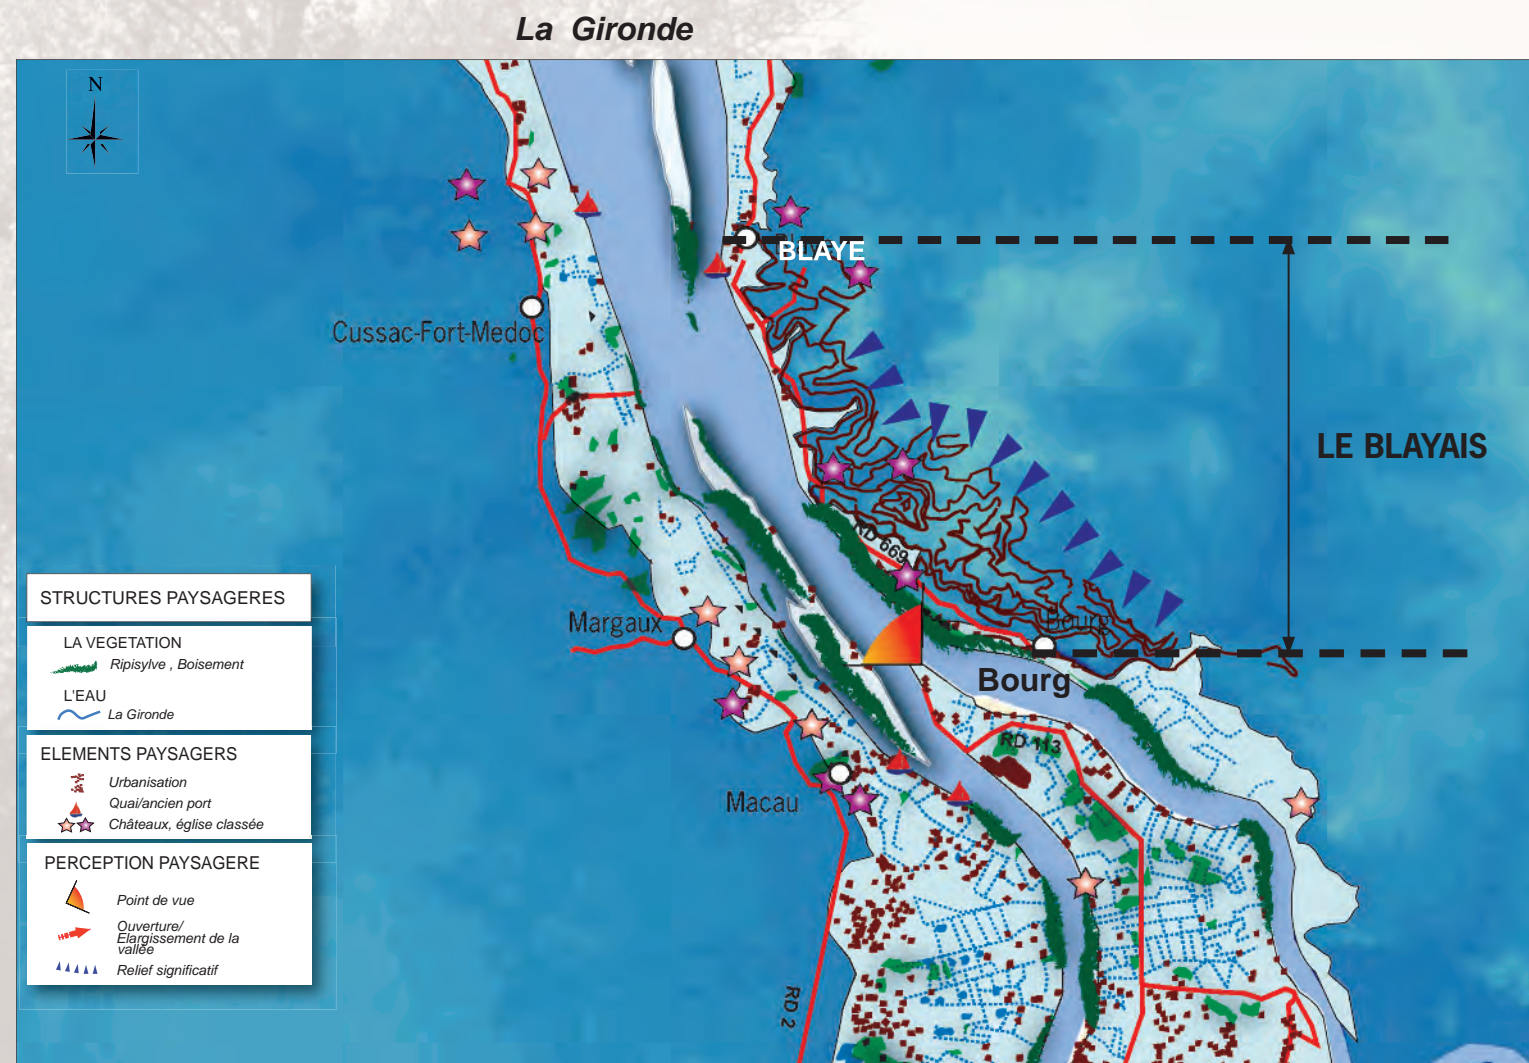 La Gironde
N
BLAYE
Cussac-Fort-Medoc
LE BLAYAIS
RD 669
Margaux
Bourg
Bourg
RD 113
Macau
RD 2
STRUCTURES PAYSAGERES
LA VEGETATION
Ripisylve , Boisement
L'EAU
La Gironde
ELEMENTS PAYSAGERS
Urbanisation
Quai/ancien port
Châteaux, église classée
PERCEPTION PAYSAGERE
Point de vue
Ouverture/
Elargissement de la
vallée
Relief significatif